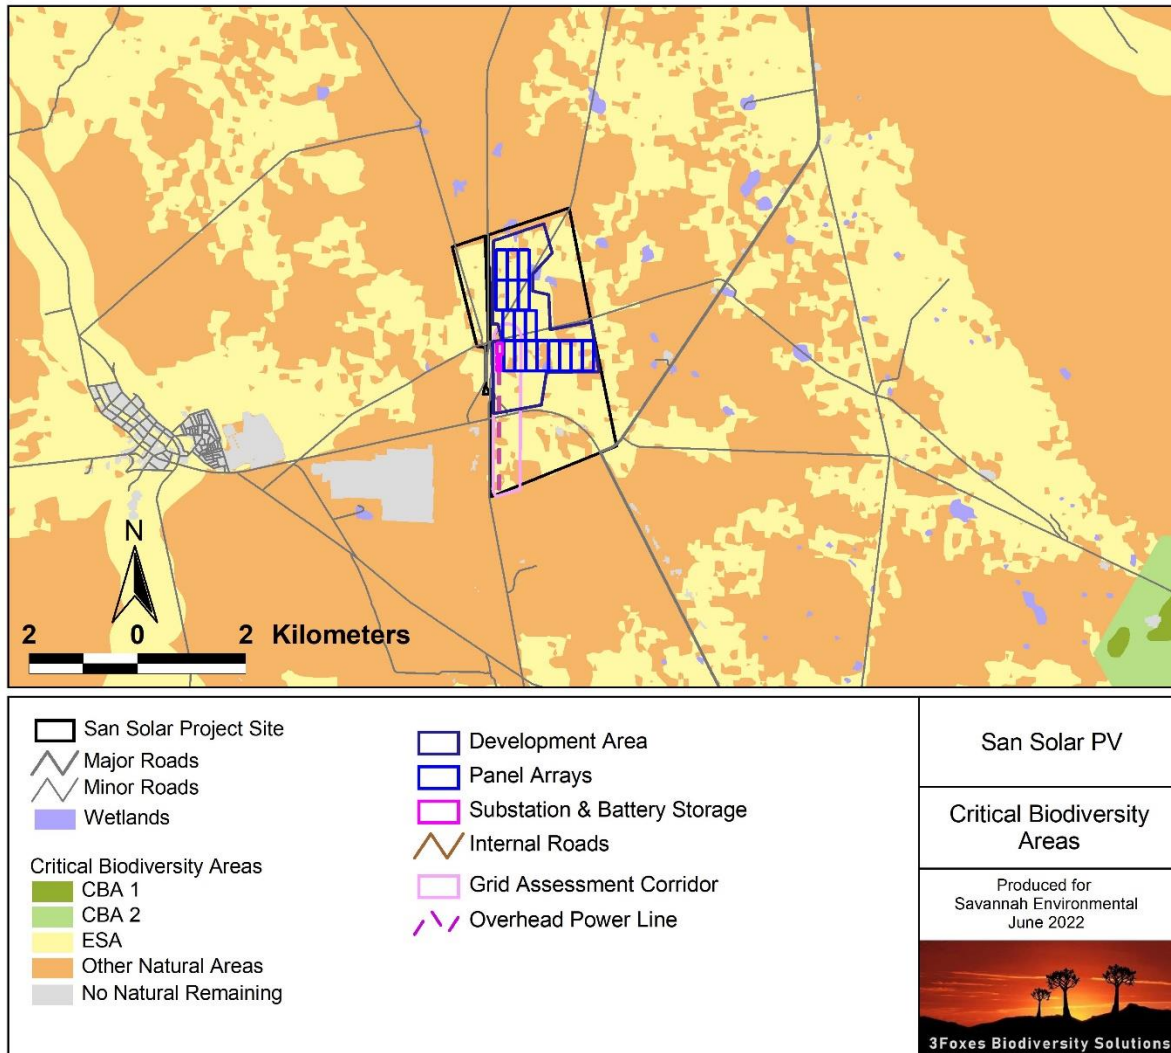 N
2 0 2 Kilometers
San Solar Project Site
Major Roads
Minor Roads
Wetlands
Critical Biodiversity Areas
CBA 1
CBA 2
ESA
Other Natural Areas
No Natural Remaining
Development Area
Panel Arrays
Substation & Battery Storage
Internal Roads
Grid Assessment Corridor
Overhead Power Line
San Solar PV
Critical Biodiversity
Areas
Produced for
Savannah Environmental
June 2022
3Foxes Biodiversity Solutions